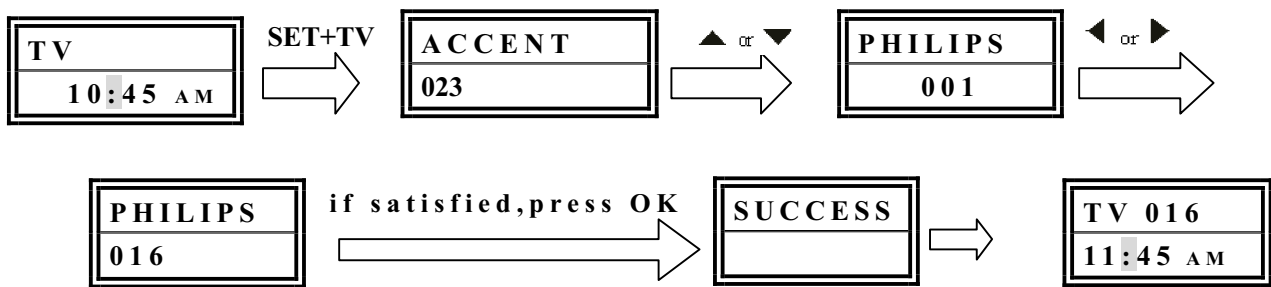 TV
10:45 AM
SET+TV
ACCENT
023
▲ or ▼
PHILIPS
001
◀ or ▶
PHILIPS
016
if satisfied,press OK
SUCCESS
TV 016
11:45 AM